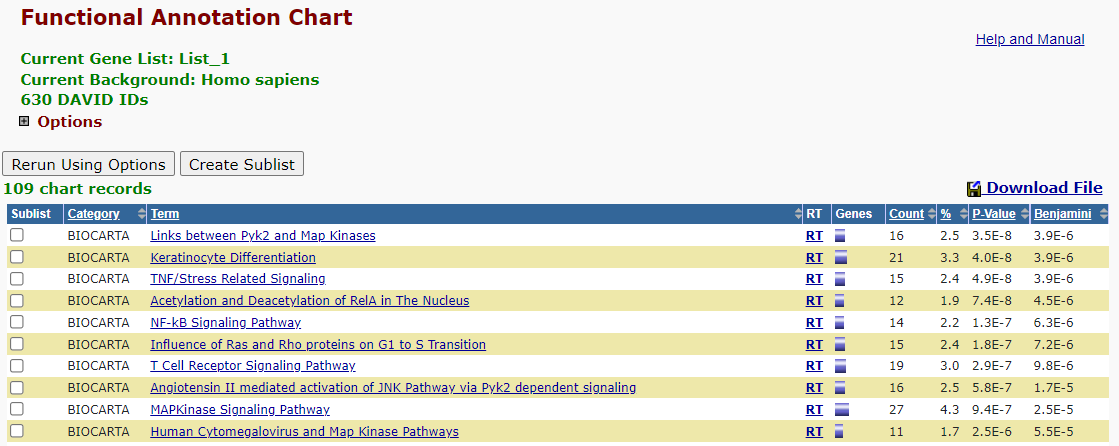 Functional Annotation Chart
Help and Manual
Current Gene List: List_1
Current Background: Homo sapiens
630 DAVID IDs
Options
Rerun Using Options Create Sublist
109 chart records Download File
Sublist Category Term RT Genes Count % P-Value Benjamini
BIOCARTA Links between Pyk2 and Map Kinases RT 16 2.5 3.5E-8 3.9E-6
BIOCARTA Keratinocyte Differentiation RT 21 3.3 4.0E-8 3.9E-6
BIOCARTA TNF/Stress Related Signaling RT 15 2.4 4.9E-8 3.9E-6
BIOCARTA Acetylation and Deacetylation of RelA in The Nucleus RT 12 1.9 7.4E-8 4.5E-6
BIOCARTA NF-kB Signaling Pathway RT 14 2.2 1.3E-7 6.3E-6
BIOCARTA Influence of Ras and Rho proteins on G1 to S Transition RT 15 2.4 1.8E-7 7.2E-6
BIOCARTA T Cell Receptor Signaling Pathway RT 19 3.0 2.9E-7 9.8E-6
BIOCARTA Angiotensin II mediated activation of JNK Pathway via Pyk2 dependent signaling RT 16 2.5 5.8E-7 1.7E-5
BIOCARTA MAPKinase Signaling Pathway RT 27 4.3 9.4E-7 2.5E-5
BIOCARTA Human Cytomegalovirus and Map Kinase Pathways RT 11 1.7 2.5E-6 5.5E-5